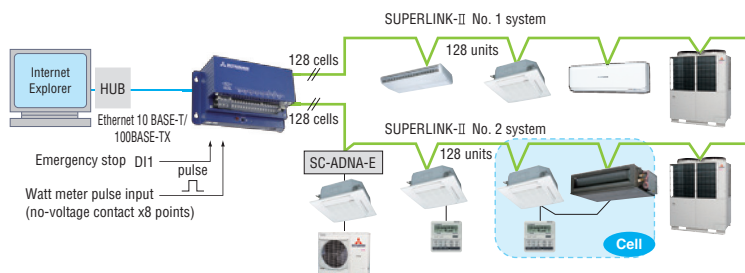 SUPERLINK-Ⅱ No. 1 system
128 cells
128 units
Internet
Explorer
HUB
Ethernet 10 BASE-T/
100BASE-TX
128 cells
SUPERLINK-Ⅱ No. 2 system
128 units
Emergency stop DI1
pulse
SC-ADNA-E
Watt meter pulse input
(no-voltage contact x8 points)
Cell